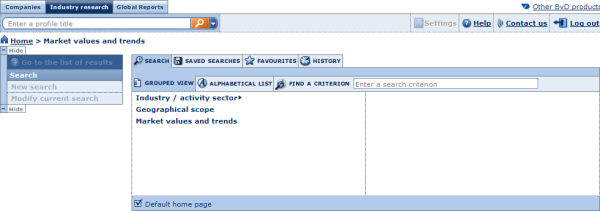 Companies Industry research Global Reports Other BvD products
Enter a profile title Settings Help Contact us Log out
Home > Market values and trends
Hide
Go to the list of results
Search
New search
Modify current search
Hide
SEARCH SAVED SEARCHES FAVOURITES HISTORY
GROUPED VIEW ALPHABETICAL LIST FIND A CRITERION Enter a search criterion
Industry / activity sector
Geographical scope
Market values and trends
Default home page